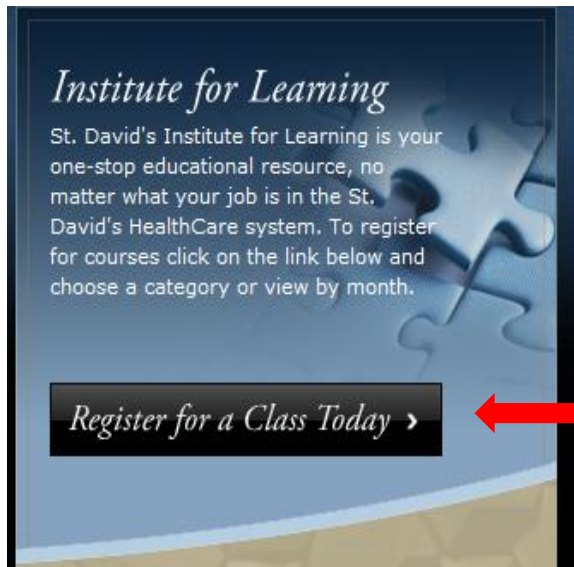 Institute for Learning
St. David's Institute for Learning is your
one-stop educational resource, no
matter what your job is in the St.
David's HealthCare system. To register
for courses click on the link below and
choose a category or view by month.
Register for a Class Today ›